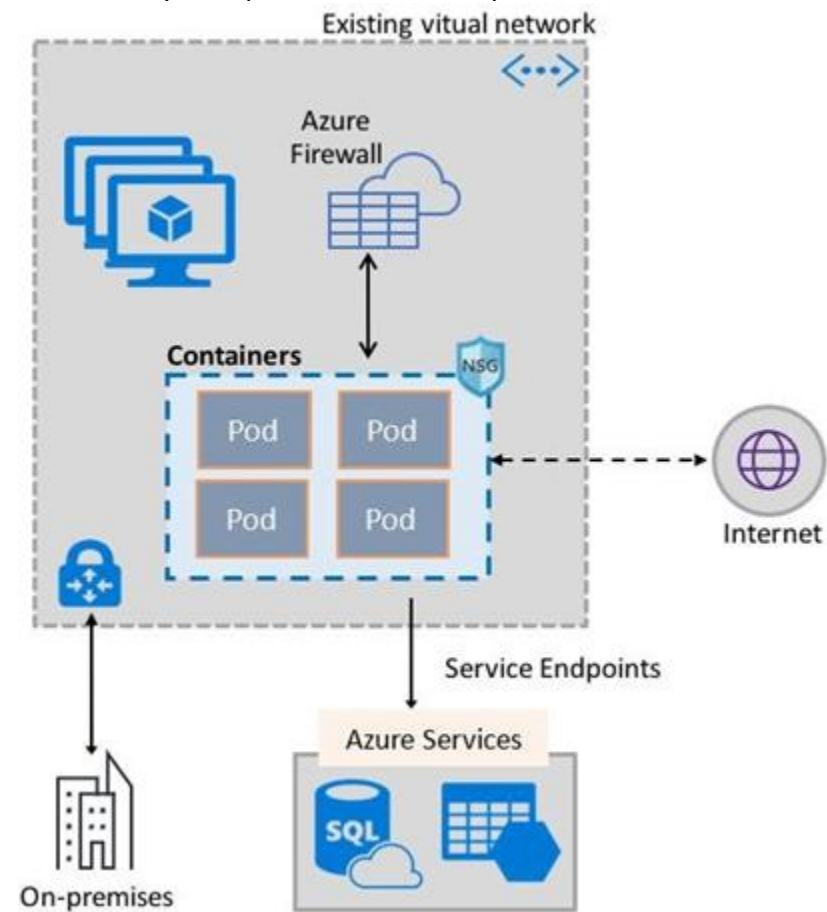 Existing vitual network
Azure
Firewall
Containers
NSG
Pod
Pod
Pod
Pod
Internet
Service Endpoints
Azure Services
SQL
On-premises